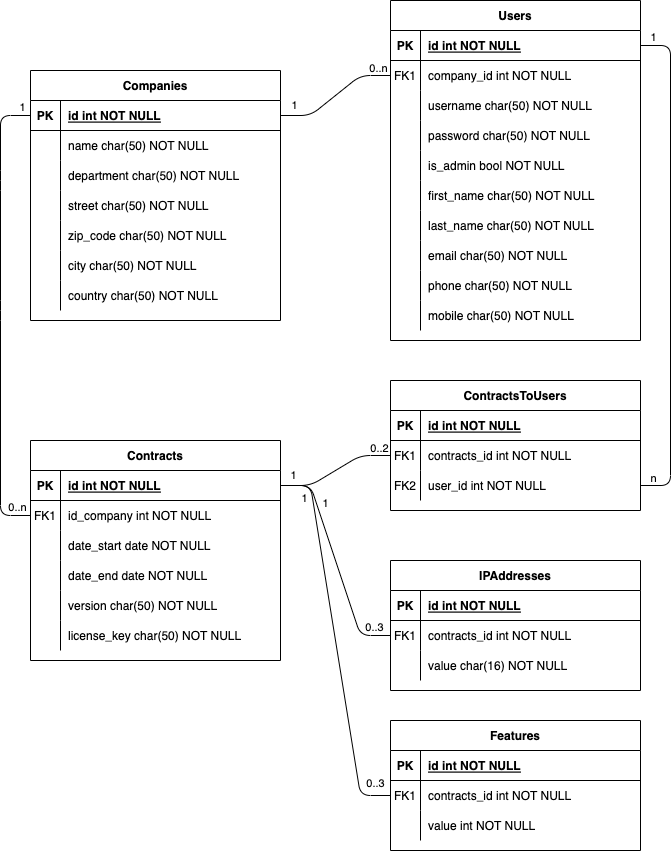 Users
PK id int NOT NULL
FK1 company_id int NOT NULL
username char(50) NOT NULL
password char(50) NOT NULL
is_admin bool NOT NULL
first_name char(50) NOT NULL
last_name char(50) NOT NULL
email char(50) NOT NULL
phone char(50) NOT NULL
mobile char(50) NOT NULL
1
0..n
1
1
Companies
PK id int NOT NULL
name char(50) NOT NULL
department char(50) NOT NULL
street char(50) NOT NULL
zip_code char(50) NOT NULL
city char(50) NOT NULL
country char(50) NOT NULL
ContractsToUsers
PK id int NOT NULL
FK1 contracts_id int NOT NULL
FK2 user_id int NOT NULL
0..2
n
Contracts
PK id int NOT NULL
FK1 id_company int NOT NULL
date_start date NOT NULL
date_end date NOT NULL
version char(50) NOT NULL
license_key char(50) NOT NULL
0..n
1
1
1
IPAddresses
PK id int NOT NULL
FK1 contracts_id int NOT NULL
value char(16) NOT NULL
0..3
Features
PK id int NOT NULL
FK1 contracts_id int NOT NULL
value int NOT NULL
0..3